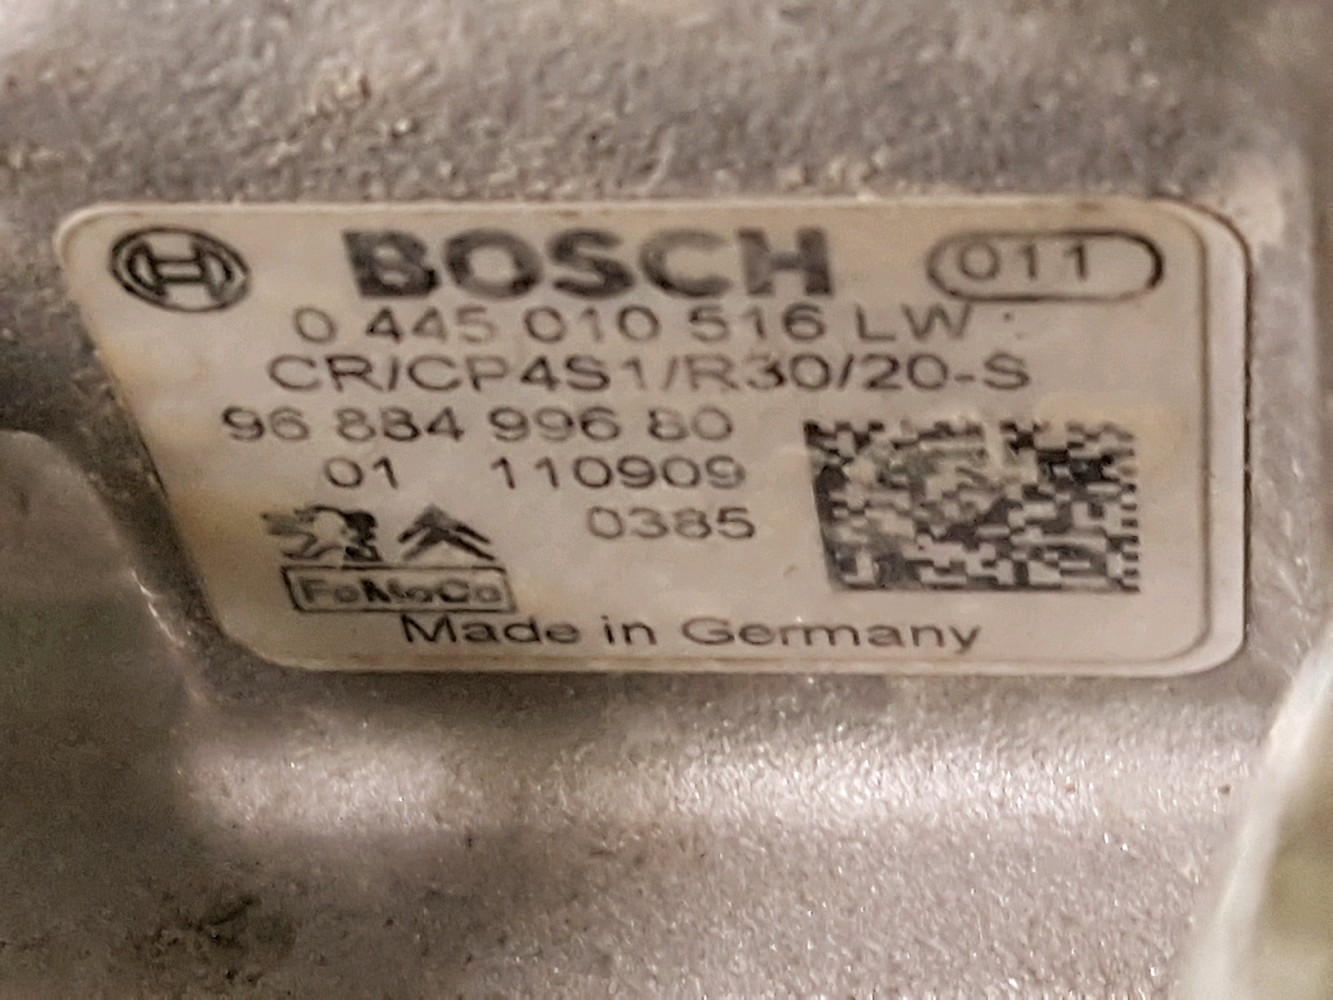 BOSCH 011
0 445 010 516 LW
CR/CP4S1/R30/20-S
96 884 996 80
01 110909
0385
FoMoCo
Made in Germany